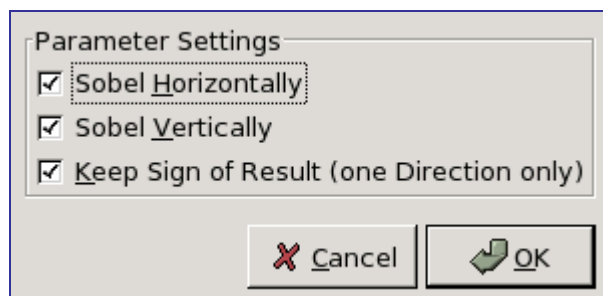 Parameter Settings
Sobel Horizontally
Sobel Vertically
Keep Sign of Result (one Direction only)
Cancel
OK